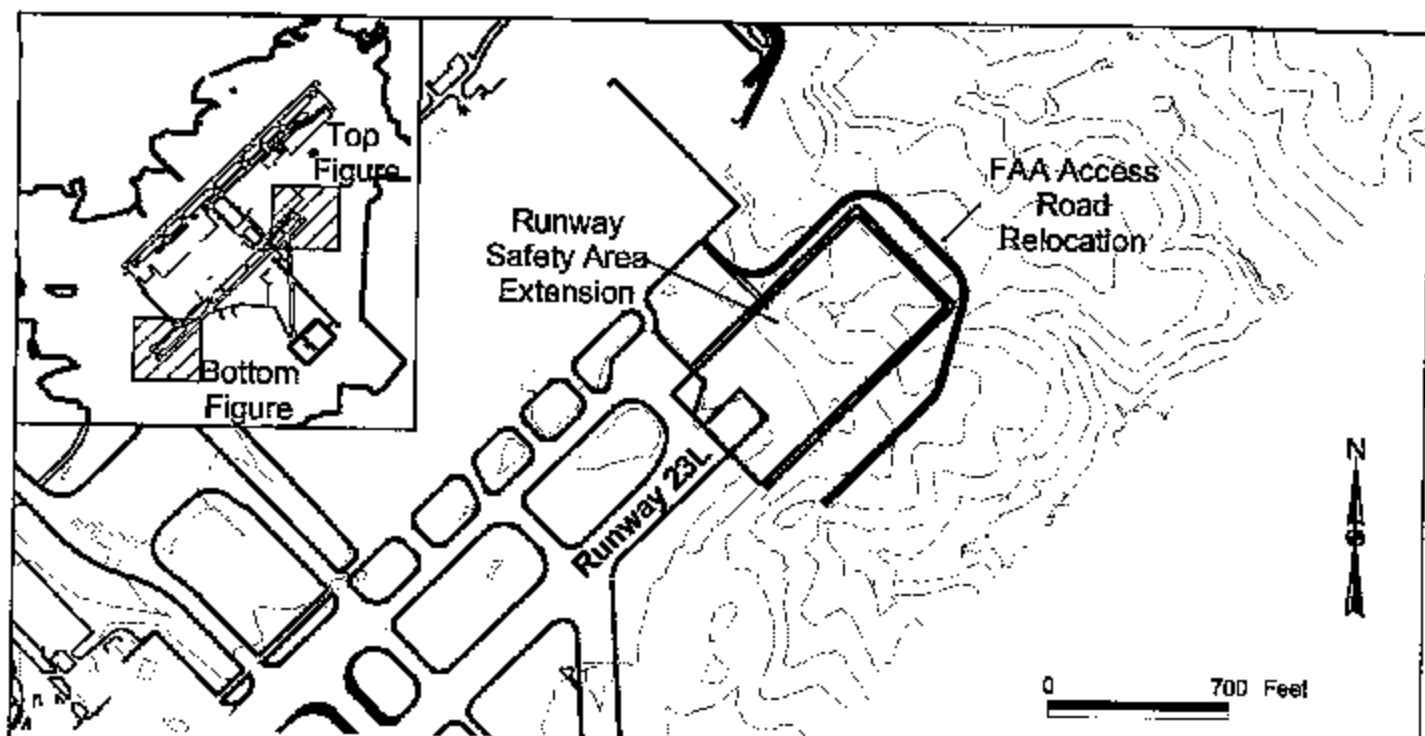 Top
Figure
Bottom
Figure
Runway
Safety Area
Extension
FAA Access
Road
Relocation
Runway 23L
N
0 700 Feet